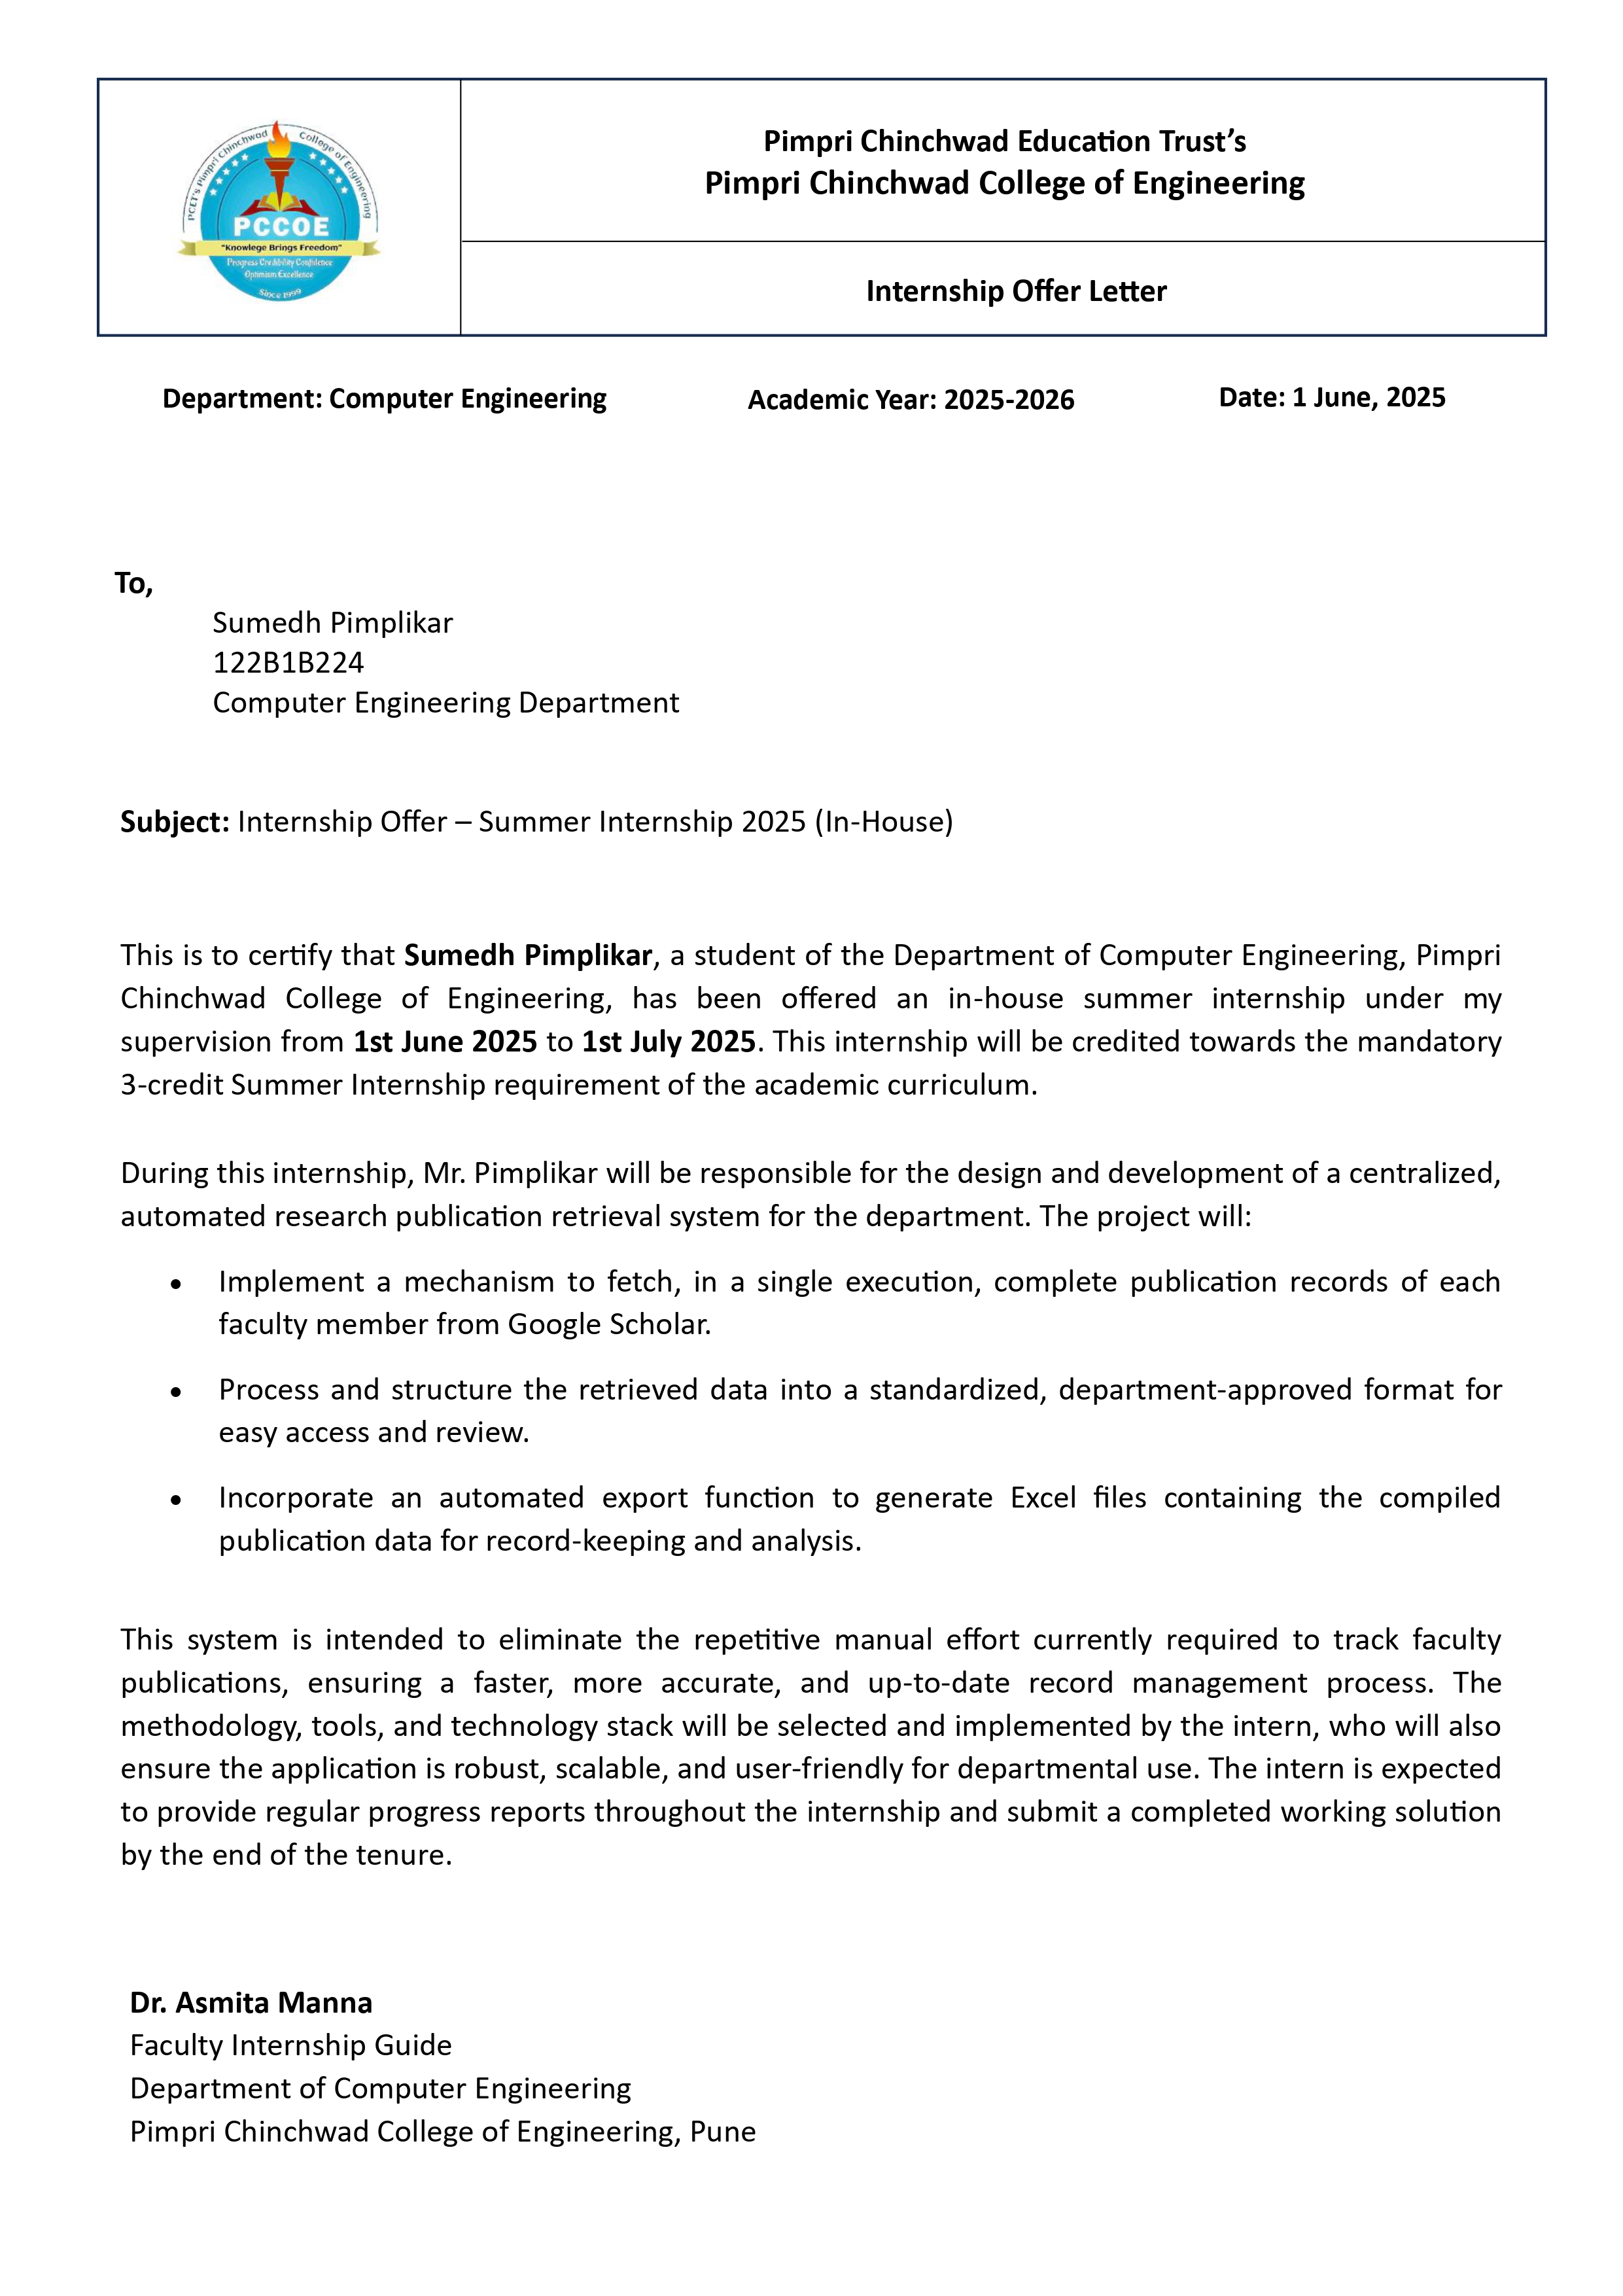 PCET's Pimpri Chinchwad College of Engineering
PCCOE
"Knowlege Brings Freedom"
Progress Credibility Confidence
Optimism Excellence
Since 1999
Pimpri Chinchwad Education Trust’s
Pimpri Chinchwad College of Engineering
Internship Offer Letter
Department: Computer Engineering
Academic Year: 2025-2026
Date: 1 June, 2025
To,
Sumedh Pimplikar
122B1B224
Computer Engineering Department
Subject: Internship Offer – Summer Internship 2025 (In-House)
This is to certify that Sumedh Pimplikar, a student of the Department of Computer Engineering, Pimpri
Chinchwad College of Engineering, has been offered an in-house summer internship under my
supervision from 1st June 2025 to 1st July 2025. This internship will be credited towards the mandatory
3-credit Summer Internship requirement of the academic curriculum.
During this internship, Mr. Pimplikar will be responsible for the design and development of a centralized,
automated research publication retrieval system for the department. The project will:
• Implement a mechanism to fetch, in a single execution, complete publication records of each
faculty member from Google Scholar.
• Process and structure the retrieved data into a standardized, department-approved format for
easy access and review.
• Incorporate an automated export function to generate Excel files containing the compiled
publication data for record-keeping and analysis.
This system is intended to eliminate the repetitive manual effort currently required to track faculty
publications, ensuring a faster, more accurate, and up-to-date record management process. The
methodology, tools, and technology stack will be selected and implemented by the intern, who will also
ensure the application is robust, scalable, and user-friendly for departmental use. The intern is expected
to provide regular progress reports throughout the internship and submit a completed working solution
by the end of the tenure.
Dr. Asmita Manna
Faculty Internship Guide
Department of Computer Engineering
Pimpri Chinchwad College of Engineering, Pune